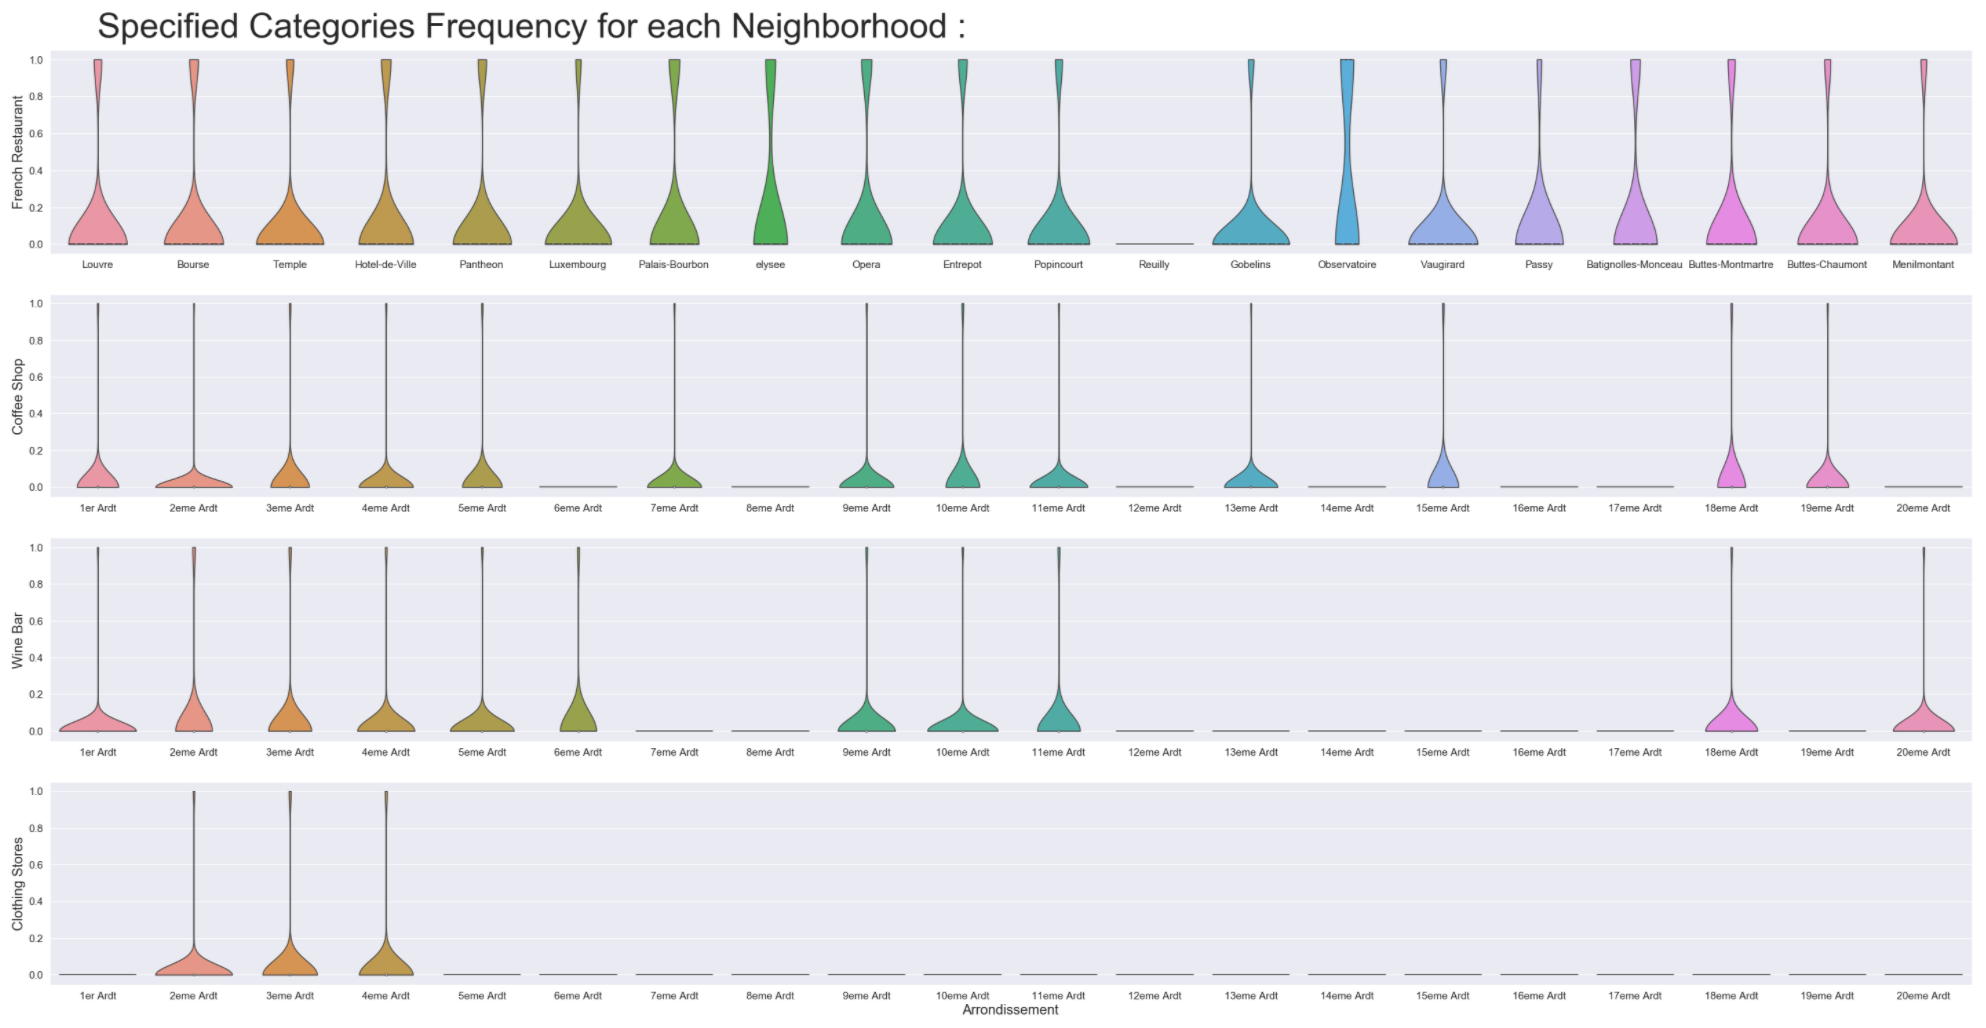 Specified Categories Frequency for each Neighborhood :
French Restaurant
1.0
0.8
0.6
0.4
0.2
0.0
Louvre Bourse Temple Hotel-de-Ville Pantheon Luxembourg Palais-Bourbon elysee Opera Entrepot Popincourt Reuilly Gobelins Observatoire Vaugirard Passy Batignolles-Monceau Buttes-Montmartre Buttes-Chaumont Menilmontant
Coffee Shop
1.0
0.8
0.6
0.4
0.2
0.0
1er Ardt 2eme Ardt 3eme Ardt 4eme Ardt 5eme Ardt 6eme Ardt 7eme Ardt 8eme Ardt 9eme Ardt 10eme Ardt 11eme Ardt 12eme Ardt 13eme Ardt 14eme Ardt 15eme Ardt 16eme Ardt 17eme Ardt 18eme Ardt 19eme Ardt 20eme Ardt
Wine Bar
1.0
0.8
0.6
0.4
0.2
0.0
1er Ardt 2eme Ardt 3eme Ardt 4eme Ardt 5eme Ardt 6eme Ardt 7eme Ardt 8eme Ardt 9eme Ardt 10eme Ardt 11eme Ardt 12eme Ardt 13eme Ardt 14eme Ardt 15eme Ardt 16eme Ardt 17eme Ardt 18eme Ardt 19eme Ardt 20eme Ardt
Clothing Stores
1.0
0.8
0.6
0.4
0.2
0.0
1er Ardt 2eme Ardt 3eme Ardt 4eme Ardt 5eme Ardt 6eme Ardt 7eme Ardt 8eme Ardt 9eme Ardt 10eme Ardt 11eme Ardt 12eme Ardt 13eme Ardt 14eme Ardt 15eme Ardt 16eme Ardt 17eme Ardt 18eme Ardt 19eme Ardt 20eme Ardt
Arrondissement